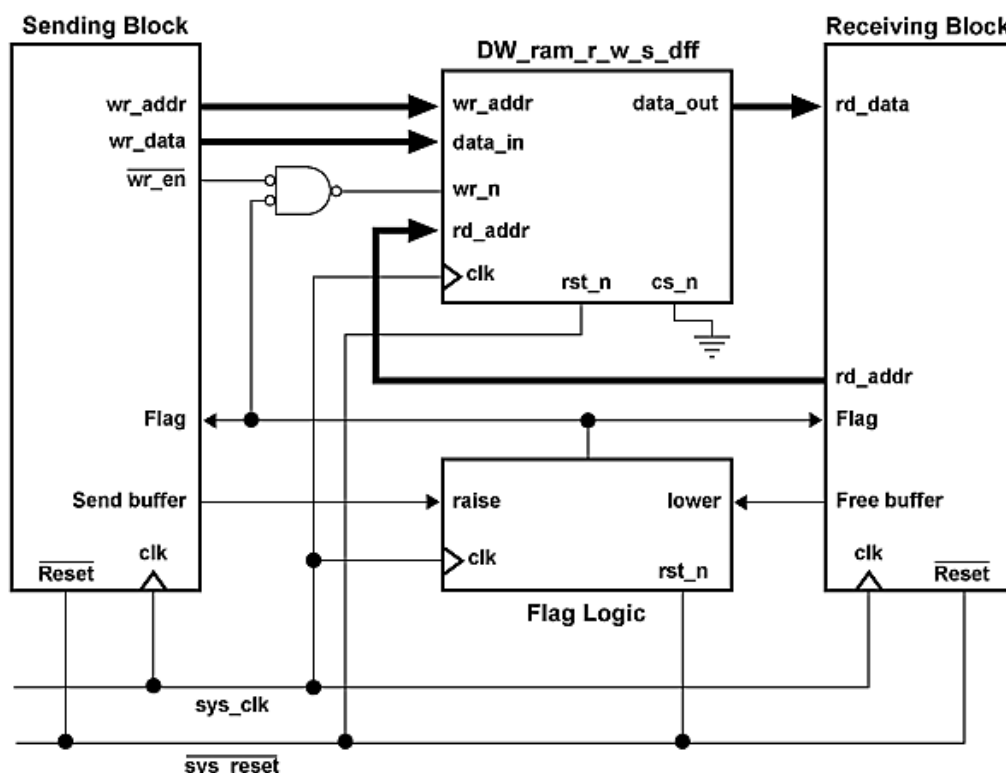 Sending Block
Receiving Block
DW_ram_r_w_s_dff
wr_addr
wr_addr
data_out
rd_data
wr_data
data_in
wr_en
wr_n
rd_addr
clk
rst_n
cs_n
rd_addr
Flag
Flag
Send buffer
raise
lower
Free buffer
clk
clk
clk
Reset
rst_n
Reset
Flag Logic
sys_clk
sys_reset